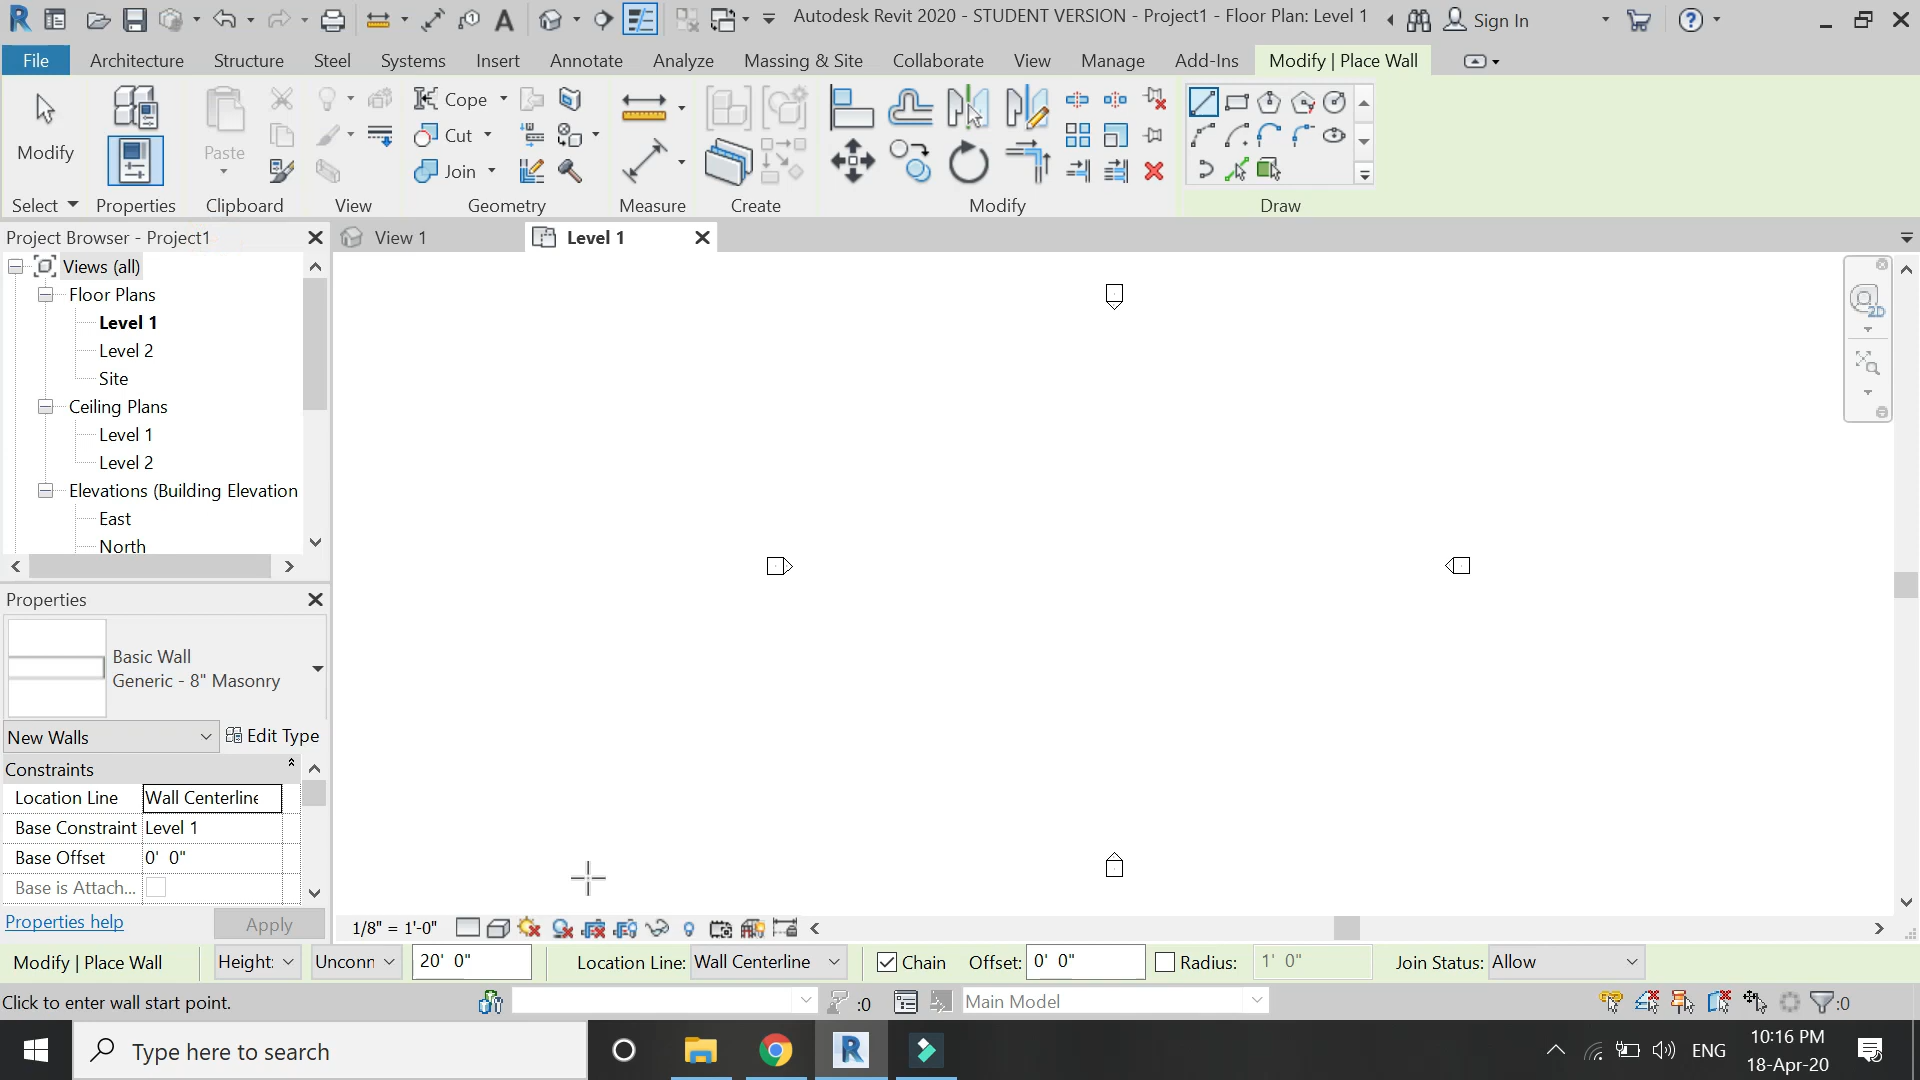 Autodesk Revit 2020 - STUDENT VERSION - Project1 - Floor Plan: Level 1
Sign In
File Architecture Structure Steel Systems Insert Annotate Analyze Massing & Site Collaborate View Manage Add-Ins Modify | Place Wall
Modify
Paste
Cope
Cut
Join
Select Properties Clipboard View Geometry Measure Create Modify Draw
Project Browser - Project1
View 1
Level 1
Views (all)
Floor Plans
Level 1
Level 2
Site
Ceiling Plans
Level 1
Level 2
Elevations (Building Elevation
East
North
Properties
Basic Wall
Generic - 8" Masonry
New Walls
Edit Type
Constraints
Location Line Wall Centerline
Base Constraint Level 1
Base Offset 0' 0"
Base is Attach...
Properties help
Apply
1/8" = 1'-0"
2D
Modify | Place Wall Height: Unconn 20' 0" Location Line: Wall Centerline Chain Offset: 0' 0" Radius: 1' 0" Join Status: Allow
Click to enter wall start point.
:0
Main Model
:0
Type here to search
ENG
10:16 PM
18-Apr-20